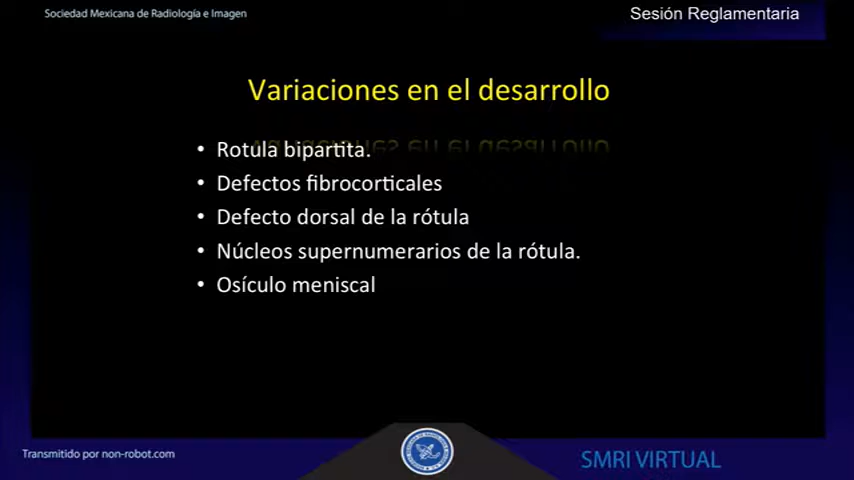 Sociedad Mexicana de Radiología e Imagen
Sesión Reglamentaria
Variaciones en el desarrollo
• Rotula bipartita.
• Defectos fibrocorticales
• Defecto dorsal de la rótula
• Núcleos supernumerarios de la rótula.
• Osículo meniscal
Transmitido por non-robot.com
SMRI VIRTUAL